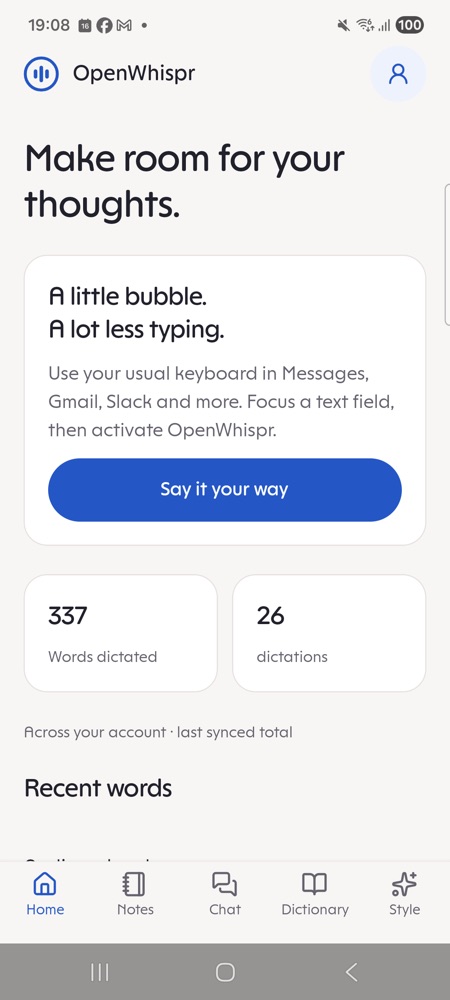 19:08
100
OpenWhispr
Make room for your
thoughts.
A little bubble.
A lot less typing.
Use your usual keyboard in Messages,
Gmail, Slack and more. Focus a text field,
then activate OpenWhispr.
Say it your way
337
Words dictated
26
dictations
Across your account · last synced total
Recent words
Home
Notes
Chat
Dictionary
Style